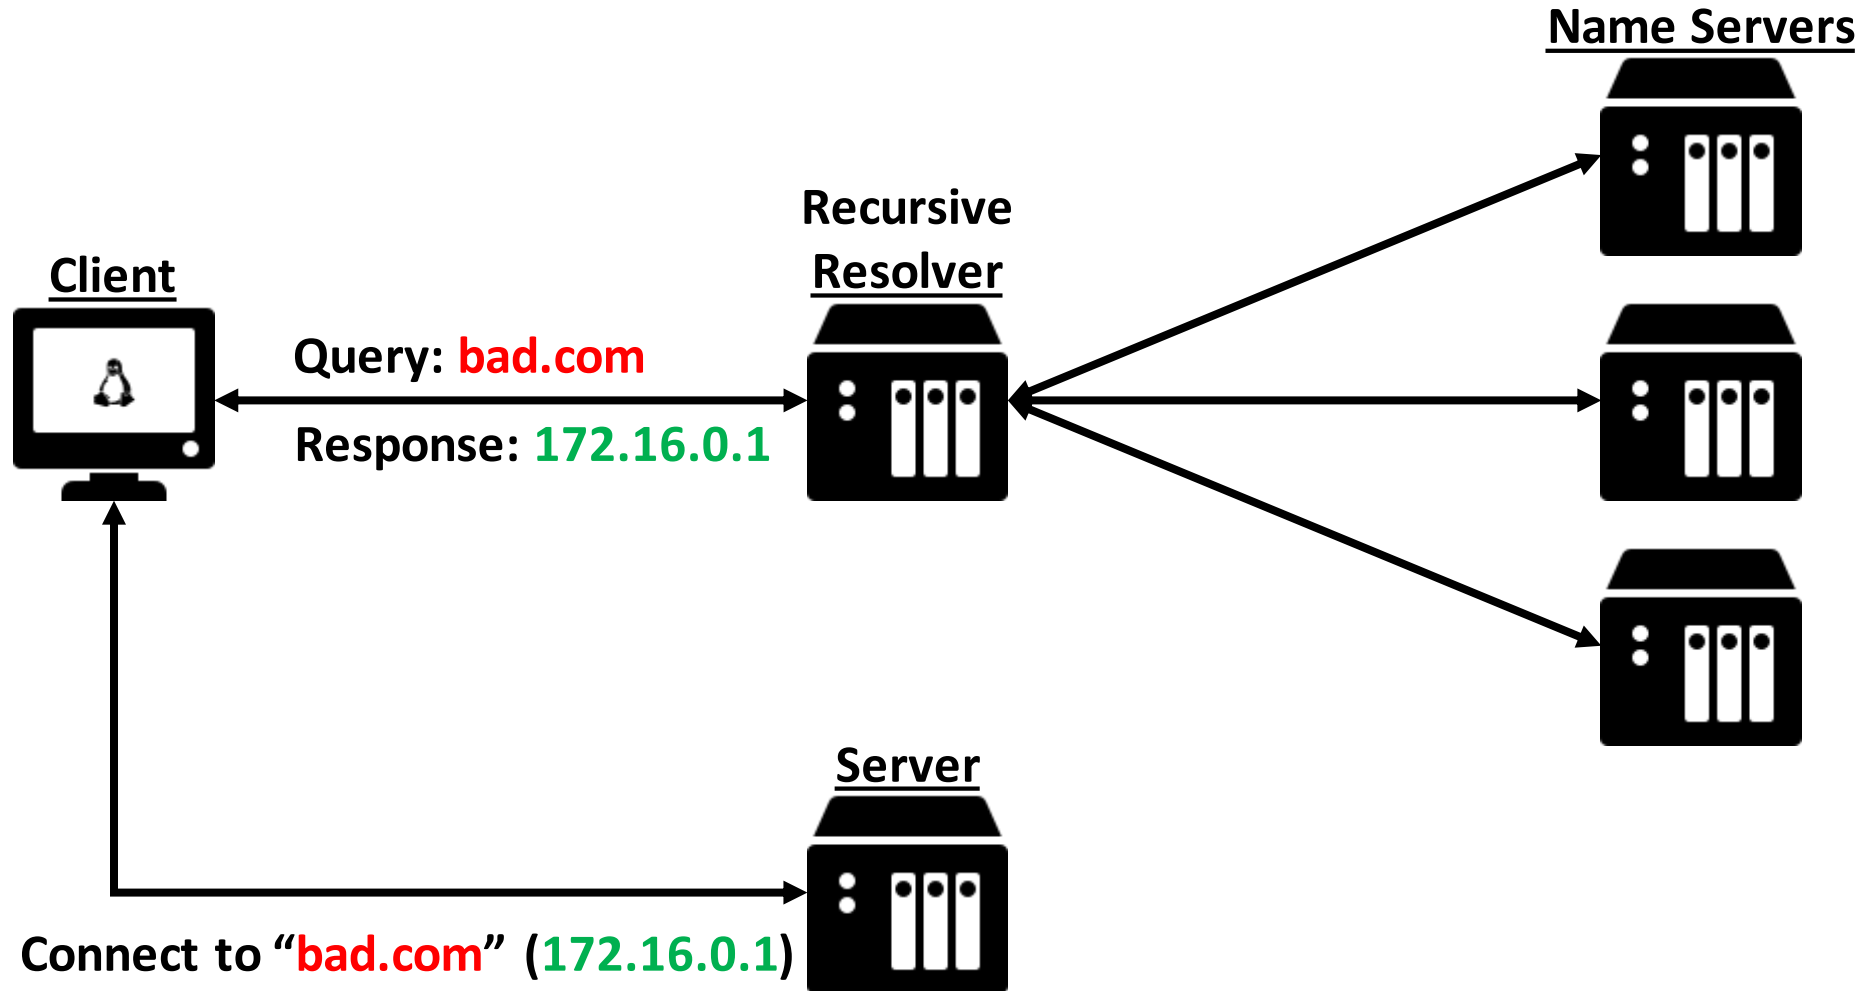 Name Servers
Recursive
Resolver
Client
Query: bad.com
Response: 172.16.0.1
Server
Connect to “bad.com” (172.16.0.1)